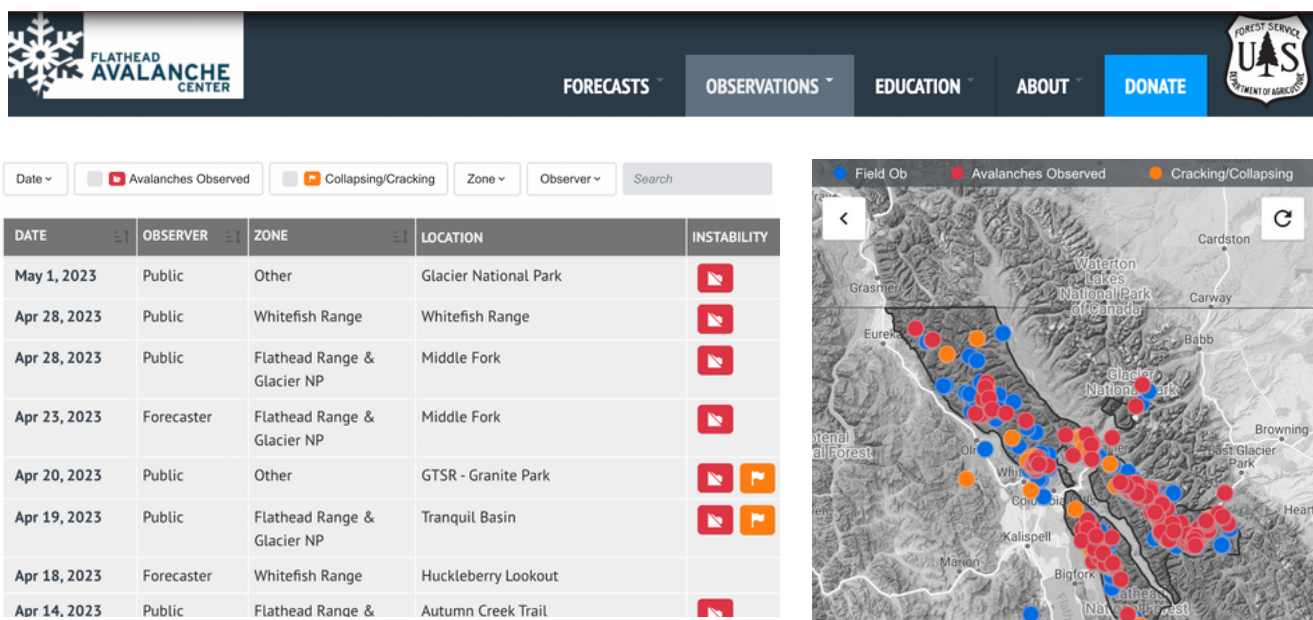 FLATHEAD
AVALANCHE
CENTER
FORECASTS
OBSERVATIONS
EDUCATION
ABOUT
DONATE
FOREST SERVICE
U S
DEPARTMENT OF AGRICULTURE
Date
Avalanches Observed
Collapsing/Cracking
Zone
Observer
Search
DATE OBSERVER ZONE LOCATION INSTABILITY
May 1, 2023 Public Other Glacier National Park
Apr 28, 2023 Public Whitefish Range Whitefish Range
Apr 28, 2023 Public Flathead Range & Middle Fork
Glacier NP
Apr 23, 2023 Forecaster Flathead Range & Middle Fork
Glacier NP
Apr 20, 2023 Public Other GTSR - Granite Park
Apr 19, 2023 Public Flathead Range & Tranquil Basin
Glacier NP
Apr 18, 2023 Forecaster Whitefish Range Huckleberry Lookout
Apr 14, 2023 Public Flathead Range & Autumn Creek Trail
Field Ob
Avalanches Observed
Cracking/Collapsing
Cardston
Waterton
Lakes
National Park
of Canada
Grasmere
Carway
Eureka
Babb
Glacier
National Park
Browning
East Glacier
Park
Kalispell
Marion
Bigfork